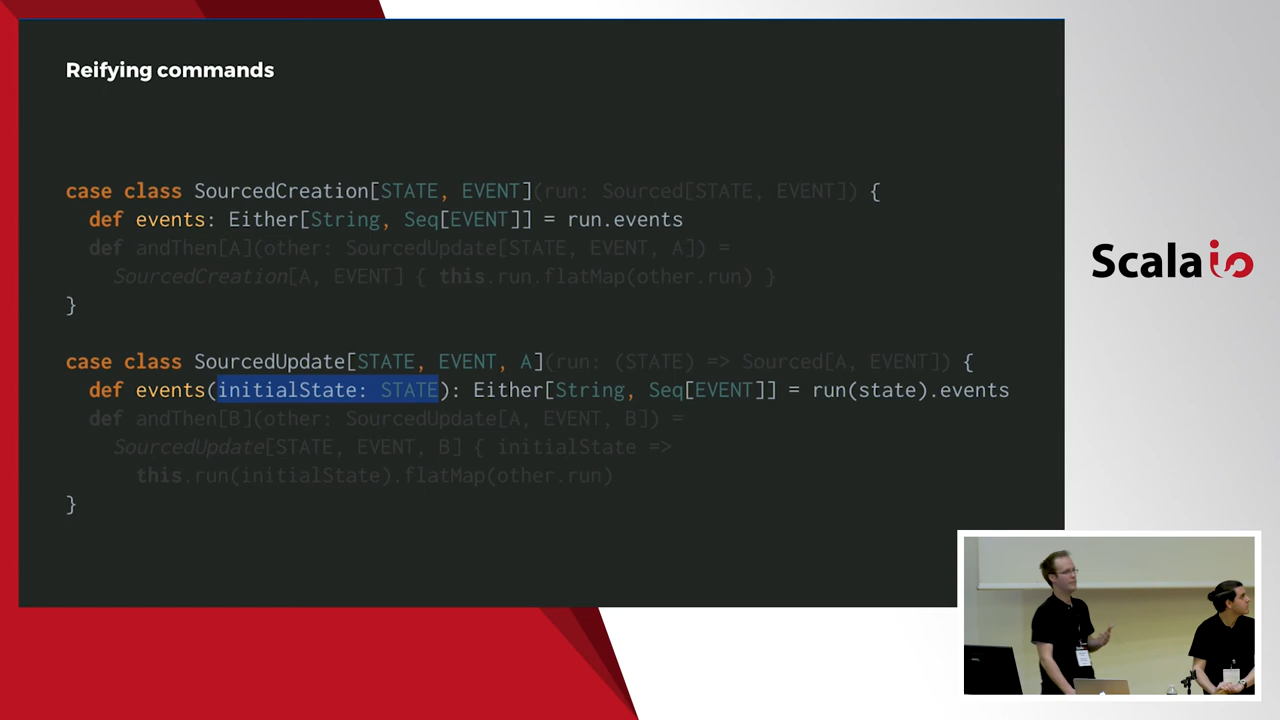 Reifying commands
case class SourcedCreation[STATE, EVENT](run: Sourced[STATE, EVENT]) {
def events: Either[String, Seq[EVENT]] = run.events
def andThen[A](other: SourcedUpdate[STATE, EVENT, A]) =
SourcedCreation[A, EVENT] { this.run.flatMap(other.run) }
}
case class SourcedUpdate[STATE, EVENT, A](run: (STATE) => Sourced[A, EVENT]) {
def events(initialState: STATE): Either[String, Seq[EVENT]] = run(state).events
def andThen[B](other: SourcedUpdate[A, EVENT, B]) =
SourcedUpdate[STATE, EVENT, B] { initialState =>
this.run(initialState).flatMap(other.run)
}
Scala io